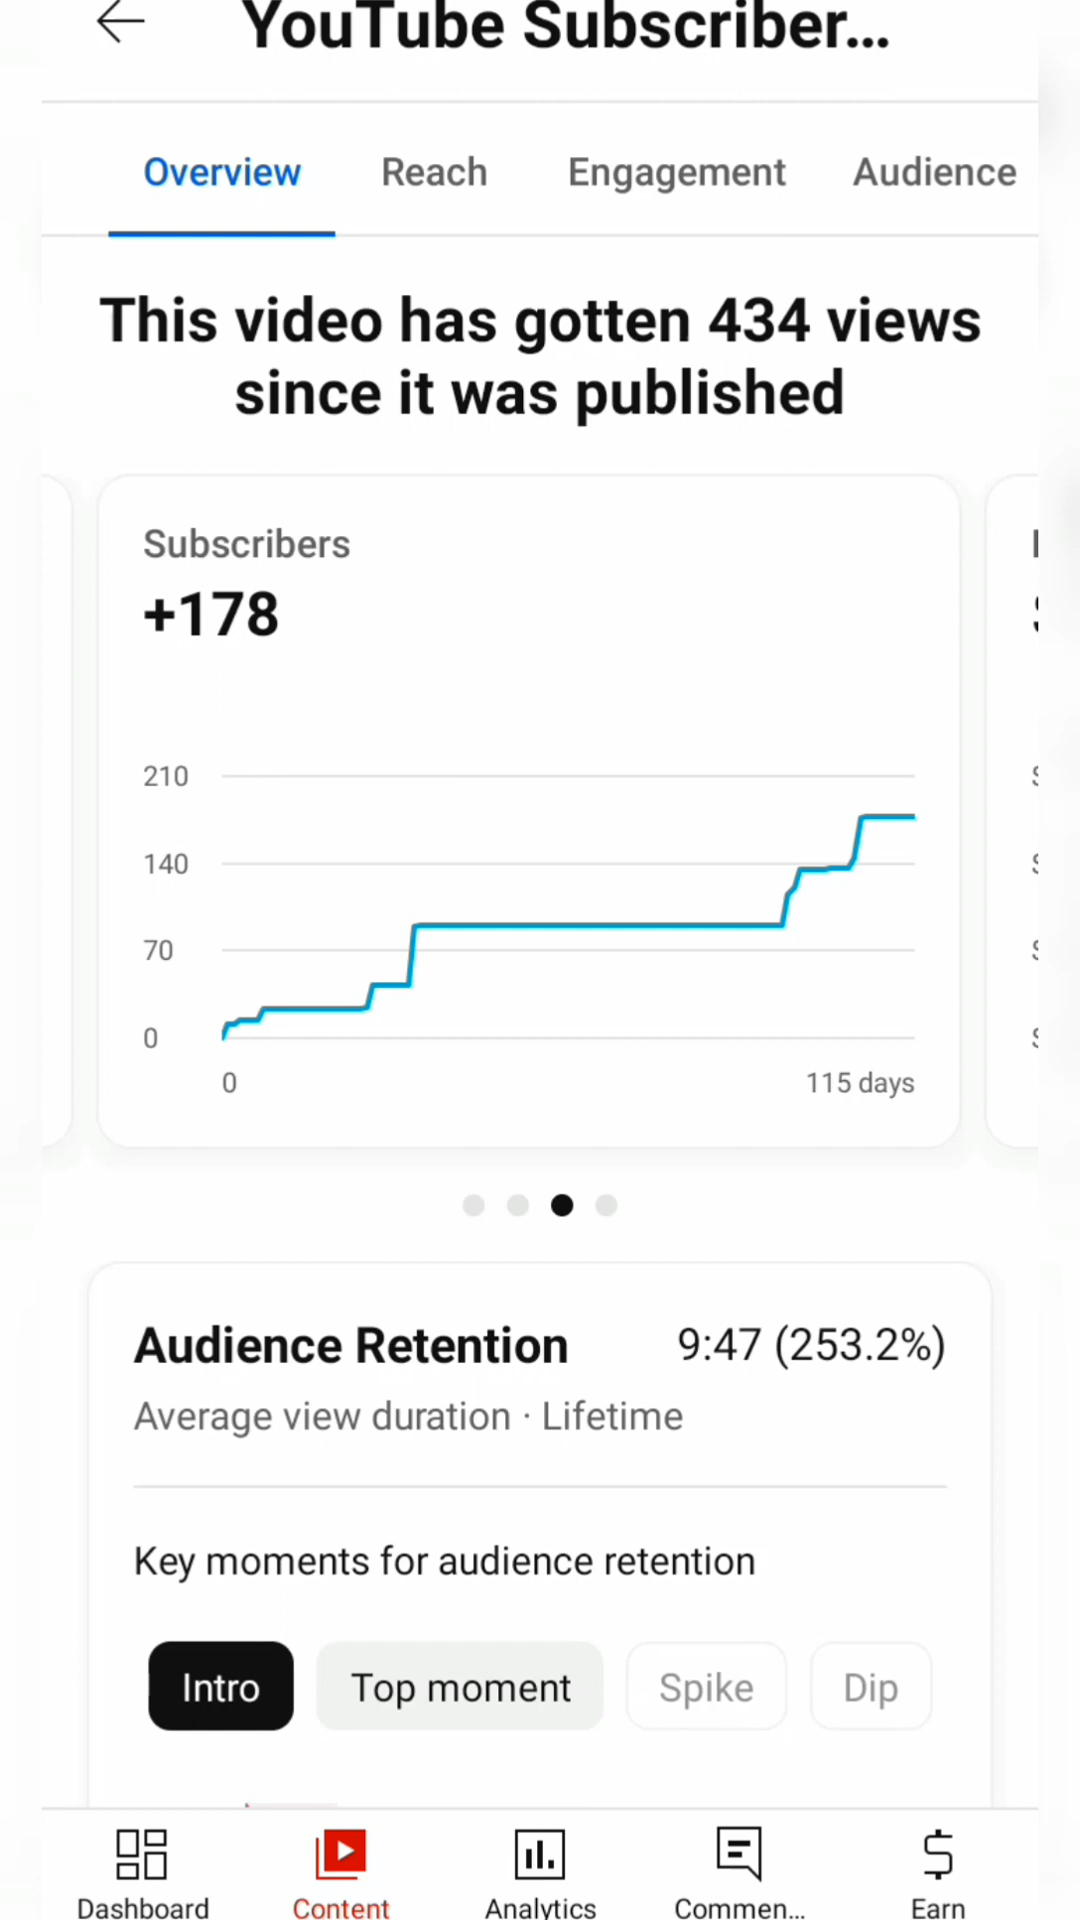 YouTube Subscriber...
Overview Reach Engagement Audience
This video has gotten 434 views
since it was published
Subscribers
+178
210
140
70
0
0 115 days
Audience Retention 9:47 (253.2%)
Average view duration · Lifetime
Key moments for audience retention
Intro Top moment Spike Dip
Dashboard Content Analytics Commen... Earn